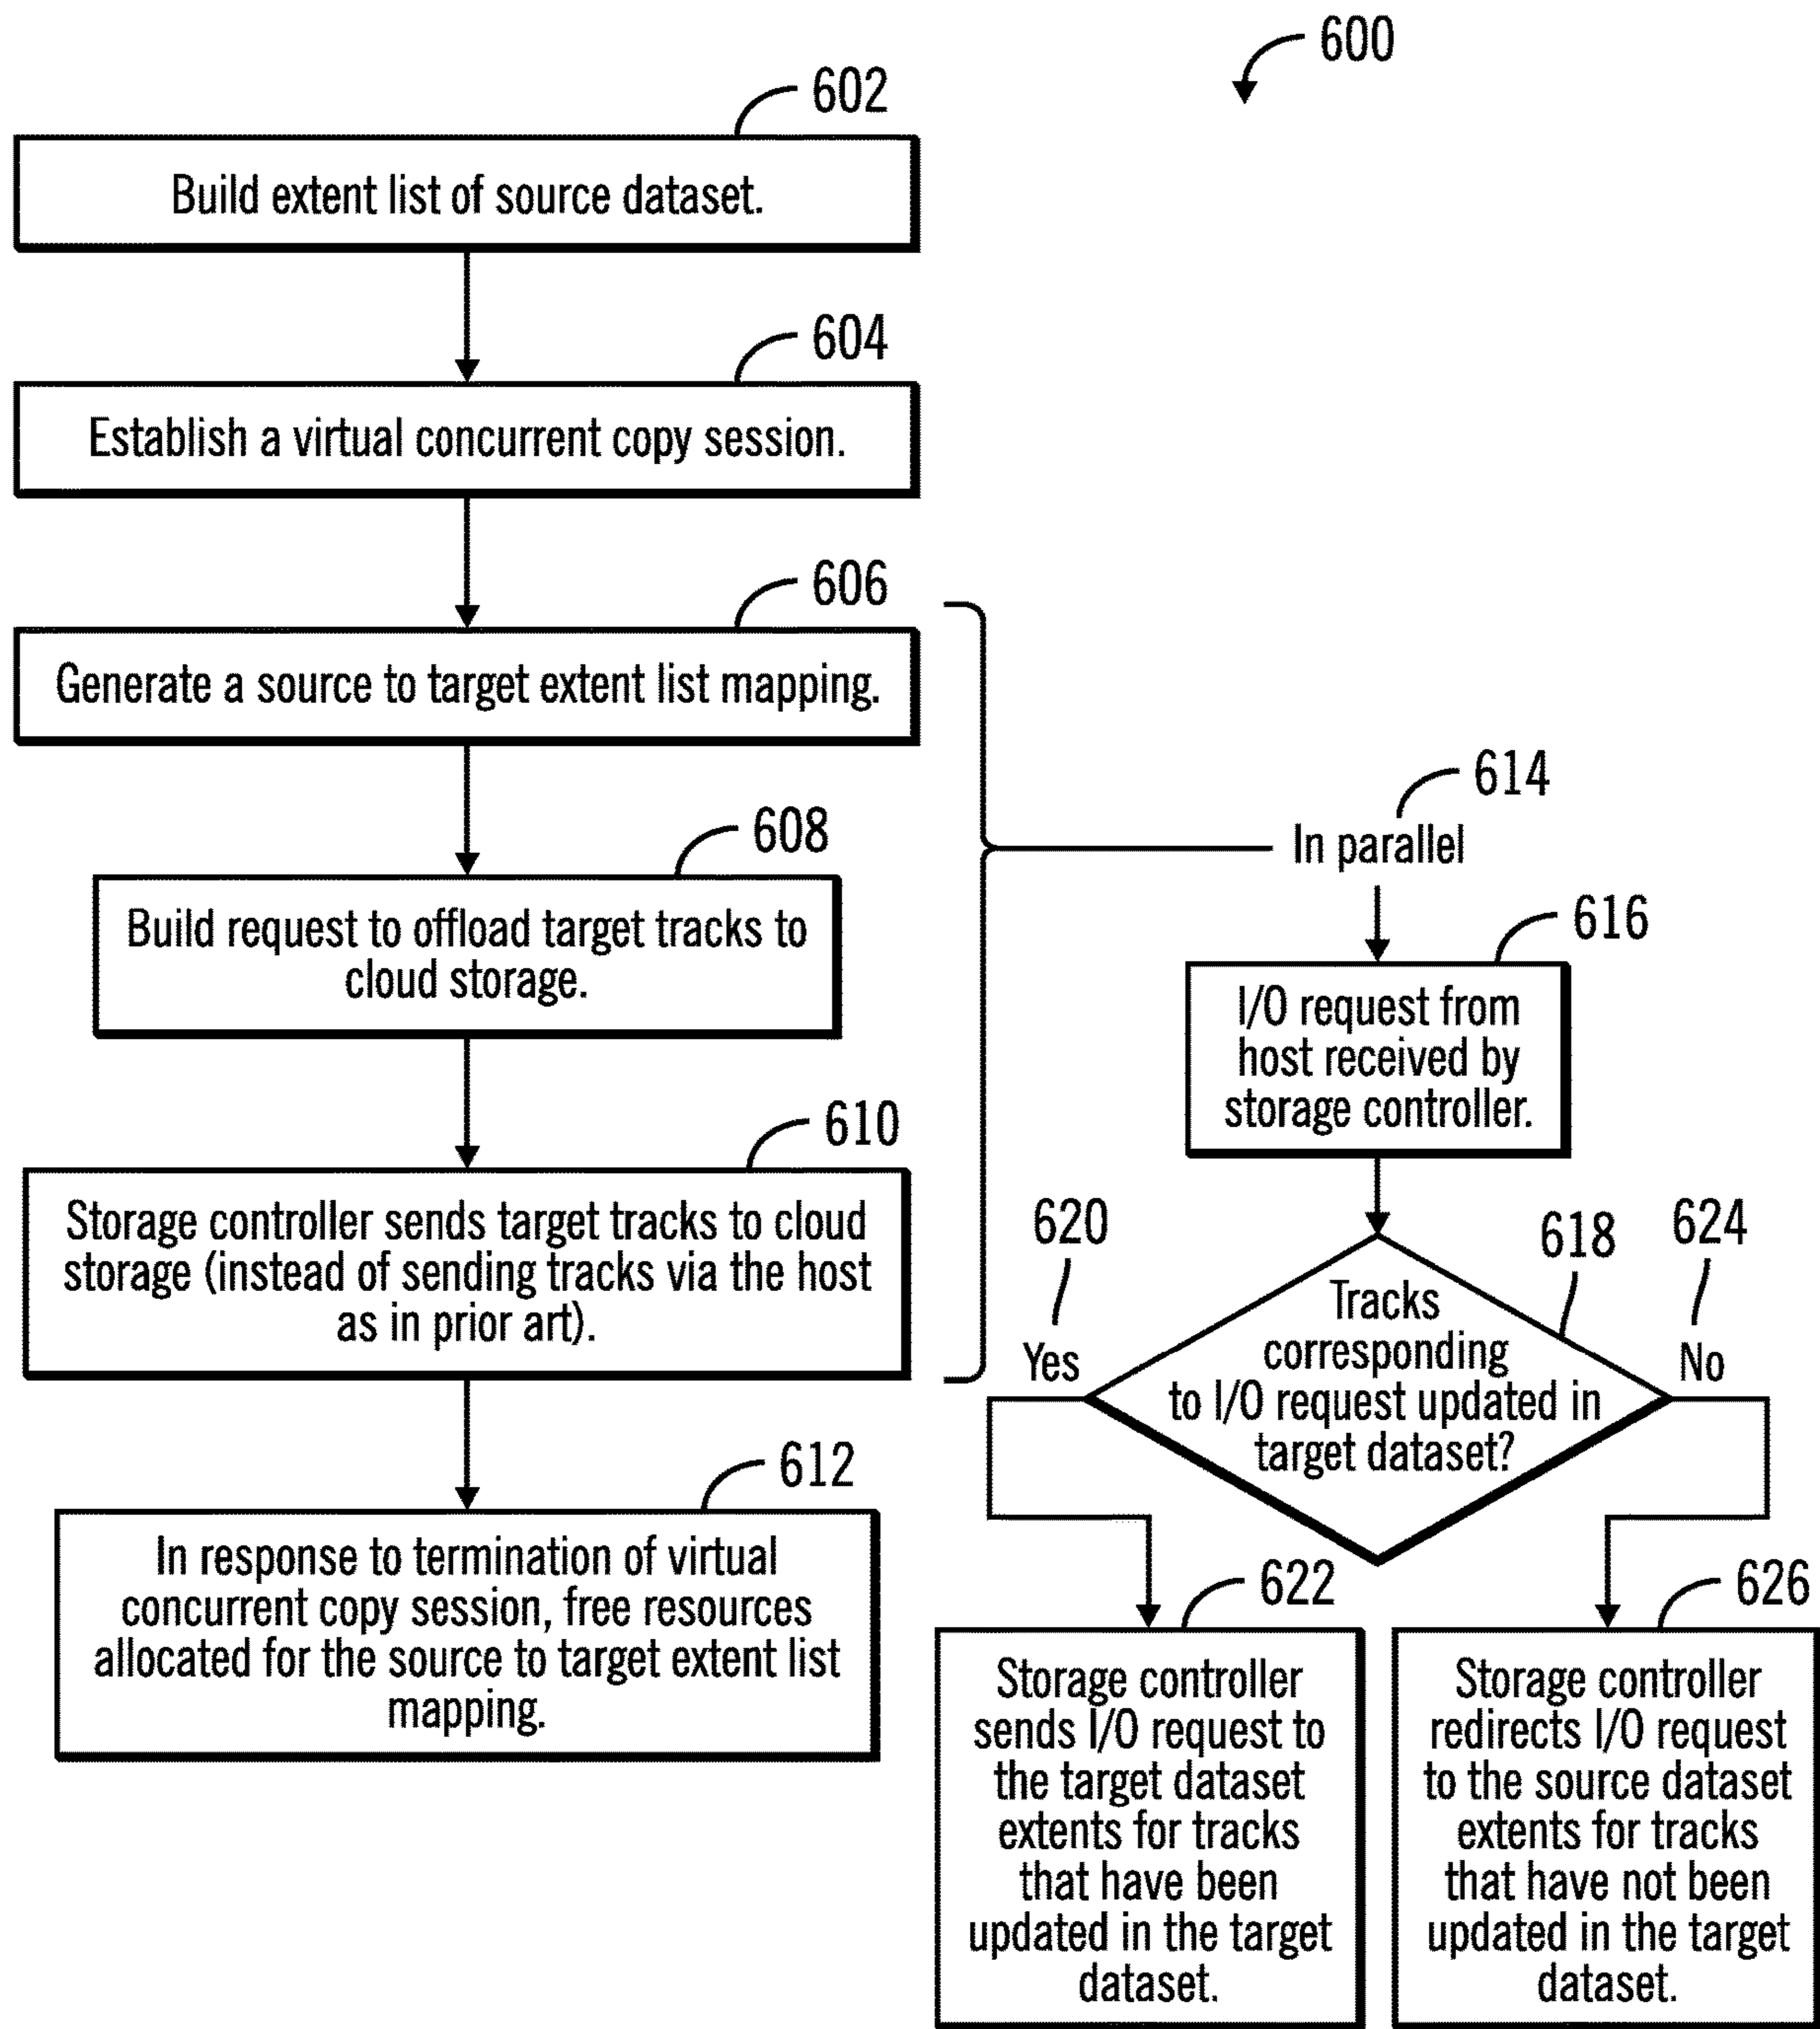 600
602
Build extent list of source dataset.
604
Establish a virtual concurrent copy session.
606
Generate a source to target extent list mapping.
608
Build request to offload target tracks to
cloud storage.
610
Storage controller sends target tracks to cloud
storage (instead of sending tracks via the host
as in prior art).
612
In response to termination of virtual
concurrent copy session, free resources
allocated for the source to target extent list
mapping.
614
In parallel
616
I/O request from
host received by
storage controller.
618
Tracks
corresponding
to I/O request updated in
target dataset?
620
Yes
622
Storage controller
sends I/O request to
the target dataset
extents for tracks
that have been
updated in the target
dataset.
624
No
626
Storage controller
redirects I/O request
to the source dataset
extents for tracks
that have not been
updated in the target
dataset.